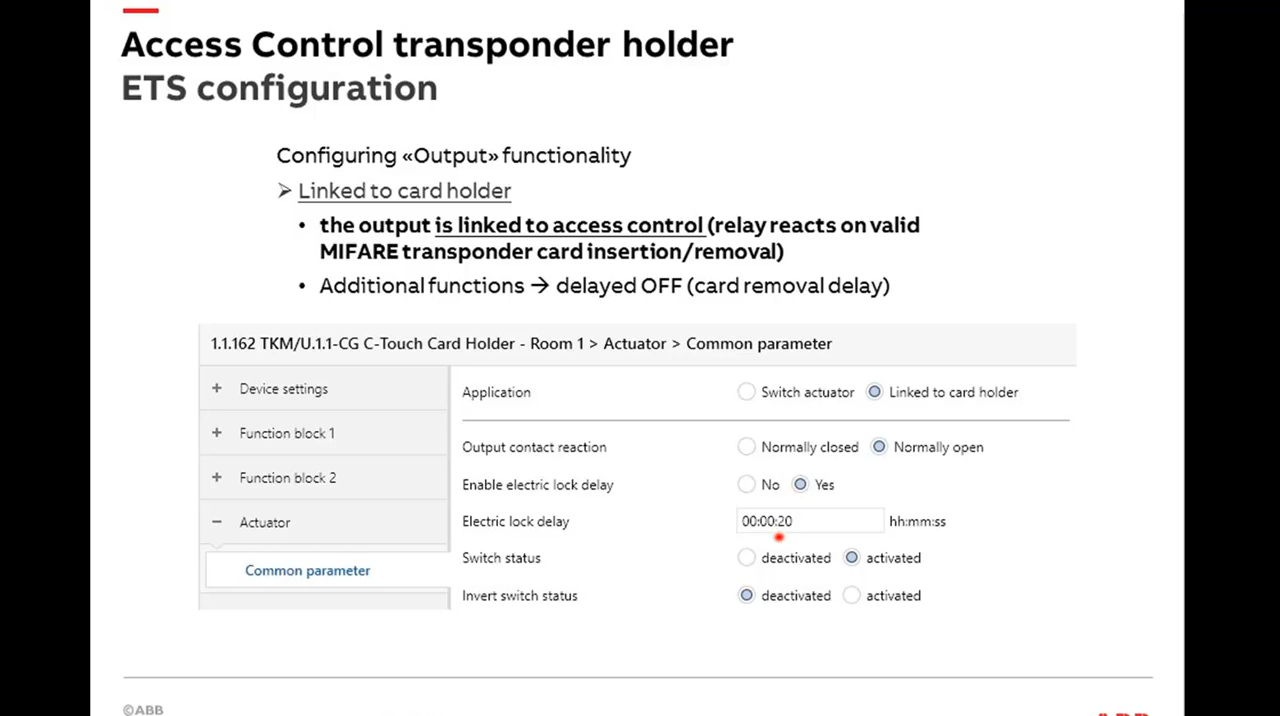 Access Control transponder holder
ETS configuration
Configuring «Output» functionality
➢ Linked to card holder
• the output is linked to access control (relay reacts on valid
MIFARE transponder card insertion/removal)
• Additional functions → delayed OFF (card removal delay)
1.1.162 TKM/U.1.1-CG C-Touch Card Holder - Room 1 > Actuator > Common parameter
+ Device settings
+ Function block 1
+ Function block 2
− Actuator
Common parameter
Application Switch actuator Linked to card holder
Output contact reaction Normally closed Normally open
Enable electric lock delay No Yes
Electric lock delay 00:00:20 hh:mm:ss
Switch status deactivated activated
Invert switch status deactivated activated
©ABB
ABB